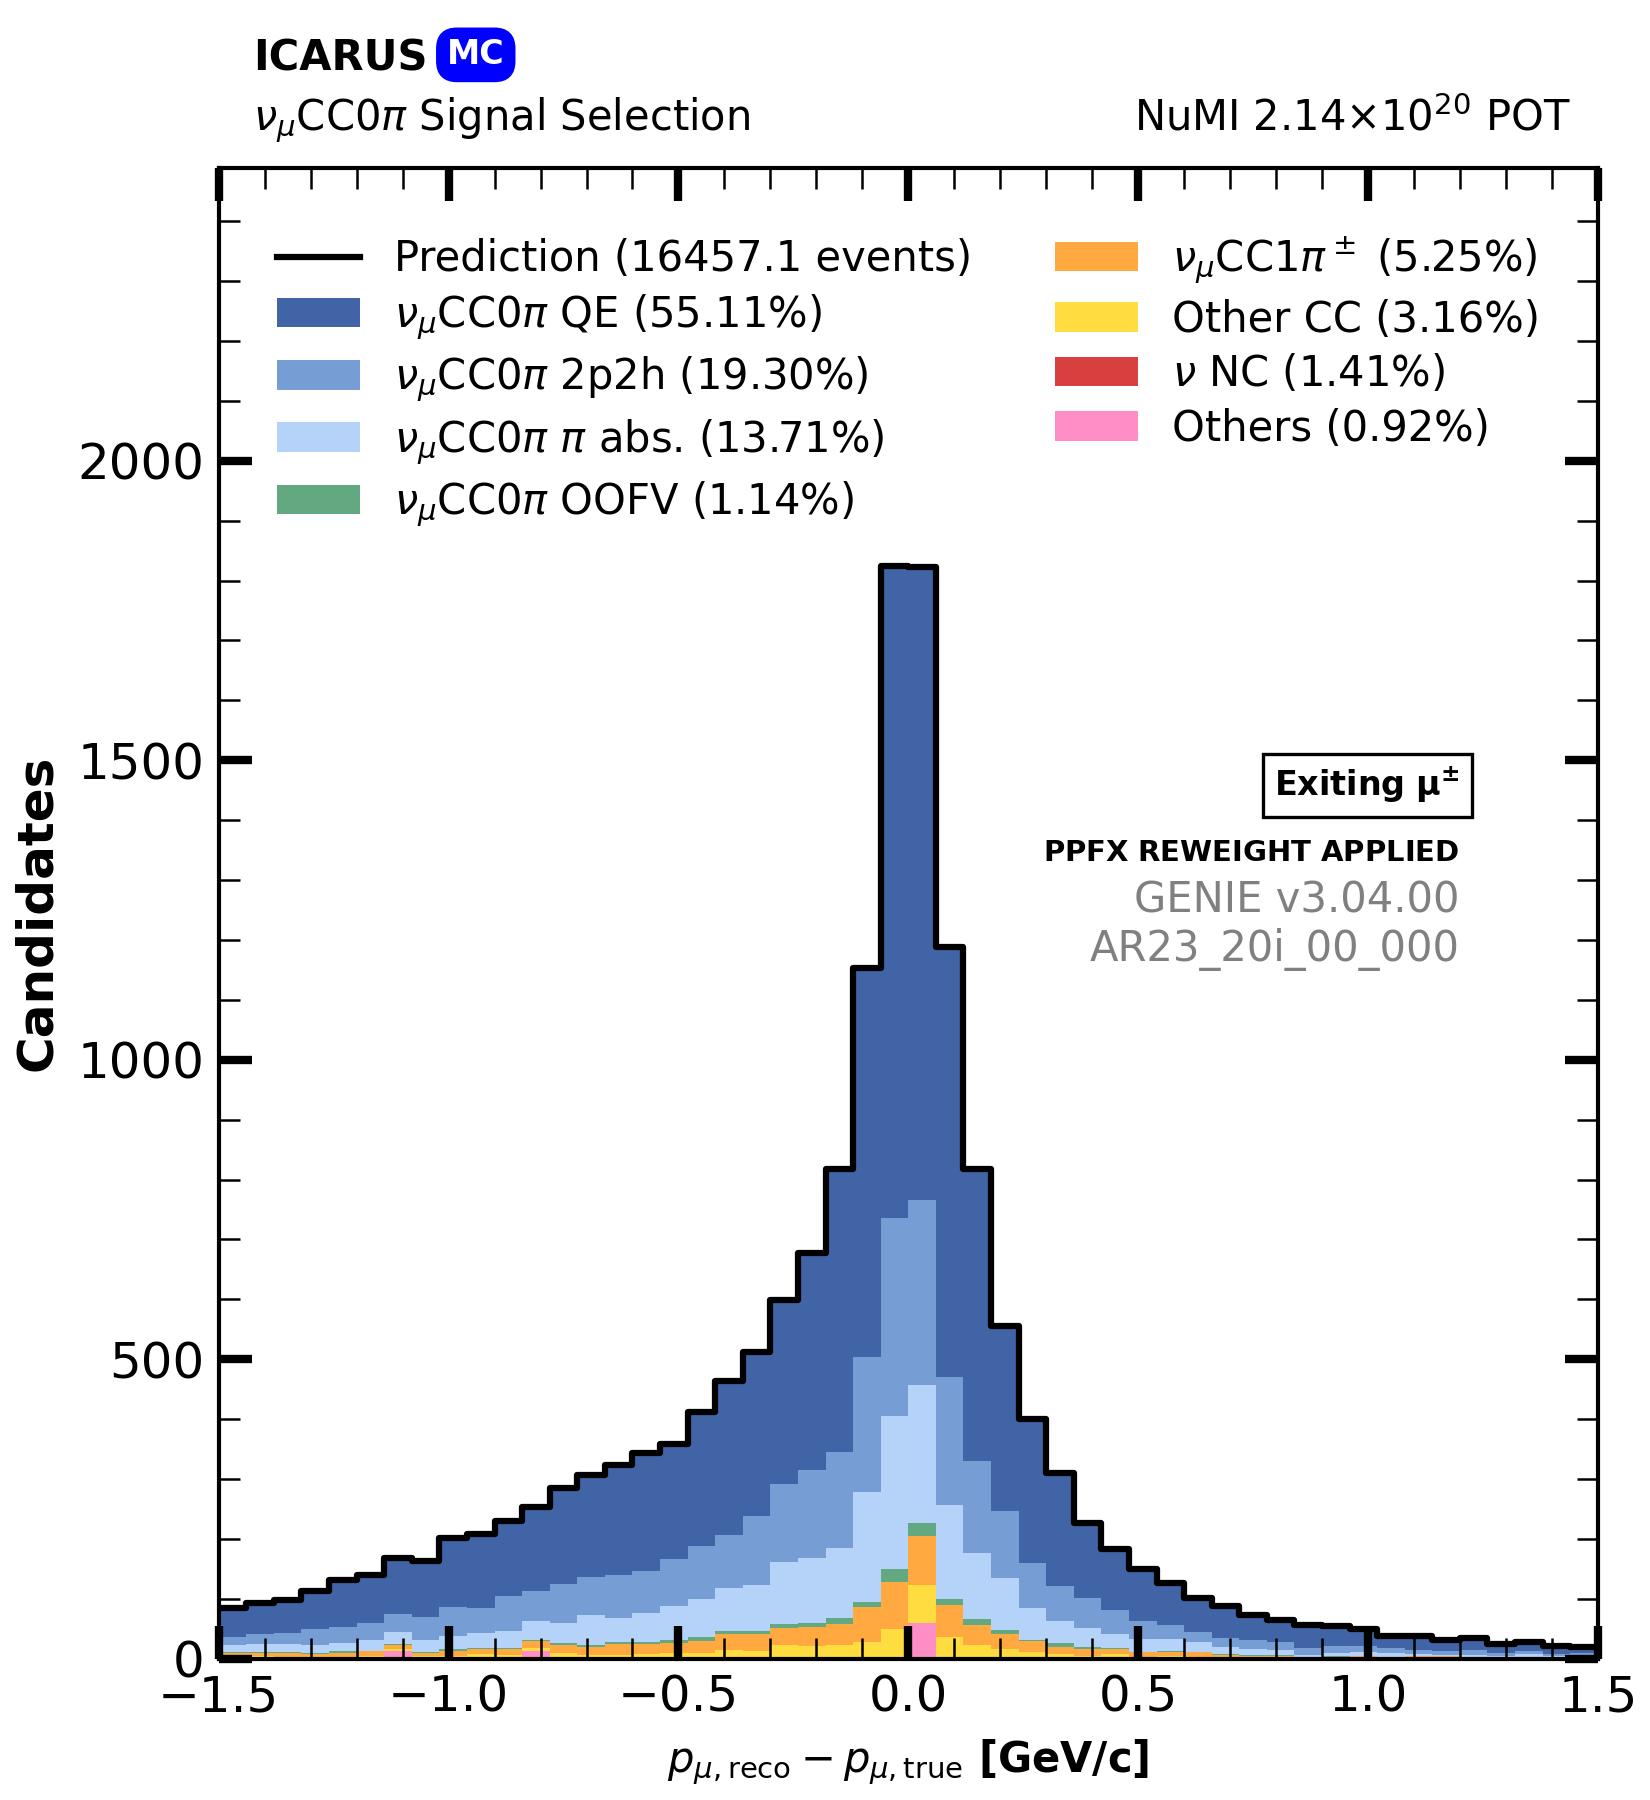 ICARUS MC
νμCC0π Signal Selection
NuMI 2.14×10²⁰ POT
Prediction (16457.1 events)
νμCC0π QE (55.11%)
νμCC0π 2p2h (19.30%)
νμCC0π π abs. (13.71%)
νμCC0π OOFV (1.14%)
νμCC1π± (5.25%)
Other CC (3.16%)
ν NC (1.41%)
Others (0.92%)
Exiting μ±
PPFX REWEIGHT APPLIED
GENIE v3.04.00
AR23_20i_00_000
Candidates
2000
1500
1000
500
0
−1.5 −1.0 −0.5 0.0 0.5 1.0 1.5
pμ,reco − pμ,true [GeV/c]